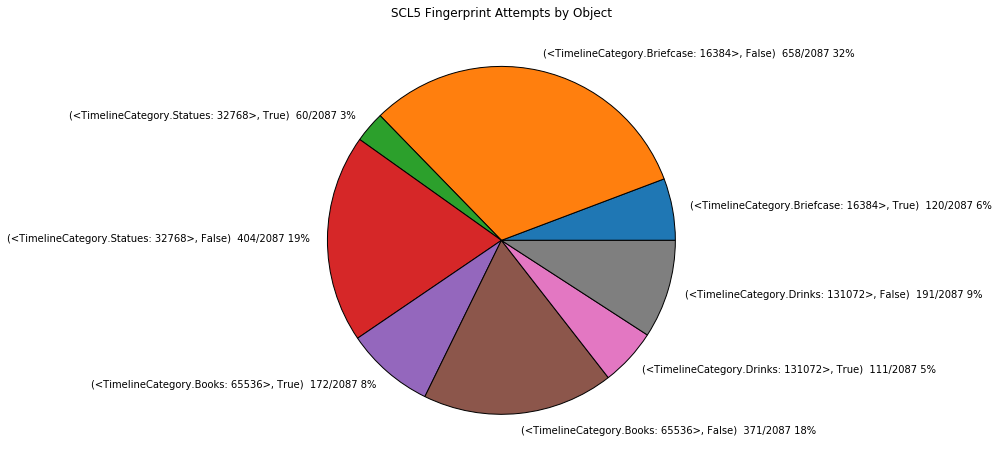 SCL5 Fingerprint Attempts by Object
(<TimelineCategory.Briefcase: 16384>, False)  658/2087 32%
(<TimelineCategory.Statues: 32768>, True)  60/2087 3%
(<TimelineCategory.Briefcase: 16384>, True)  120/2087 6%
(<TimelineCategory.Statues: 32768>, False)  404/2087 19%
(<TimelineCategory.Drinks: 131072>, False)  191/2087 9%
(<TimelineCategory.Drinks: 131072>, True)  111/2087 5%
(<TimelineCategory.Books: 65536>, True)  172/2087 8%
(<TimelineCategory.Books: 65536>, False)  371/2087 18%